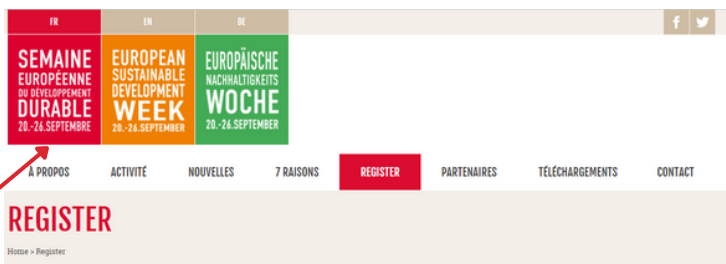 FR EN DE
SEMAINE
EUROPÉENNE
DU DÉVELOPPEMENT
DURABLE
20.-26.SEPTEMBRE
EUROPEAN
SUSTAINABLE
DEVELOPMENT
WEEK
20.-26.SEPTEMBER
EUROPÄISCHE
NACHHALTIGKEITS
WOCHE
20.-26.SEPTEMBER
À PROPOS ACTIVITÉ NOUVELLES 7 RAISONS REGISTER PARTENAIRES TÉLÉCHARGEMENTS CONTACT
REGISTER
Home > Register